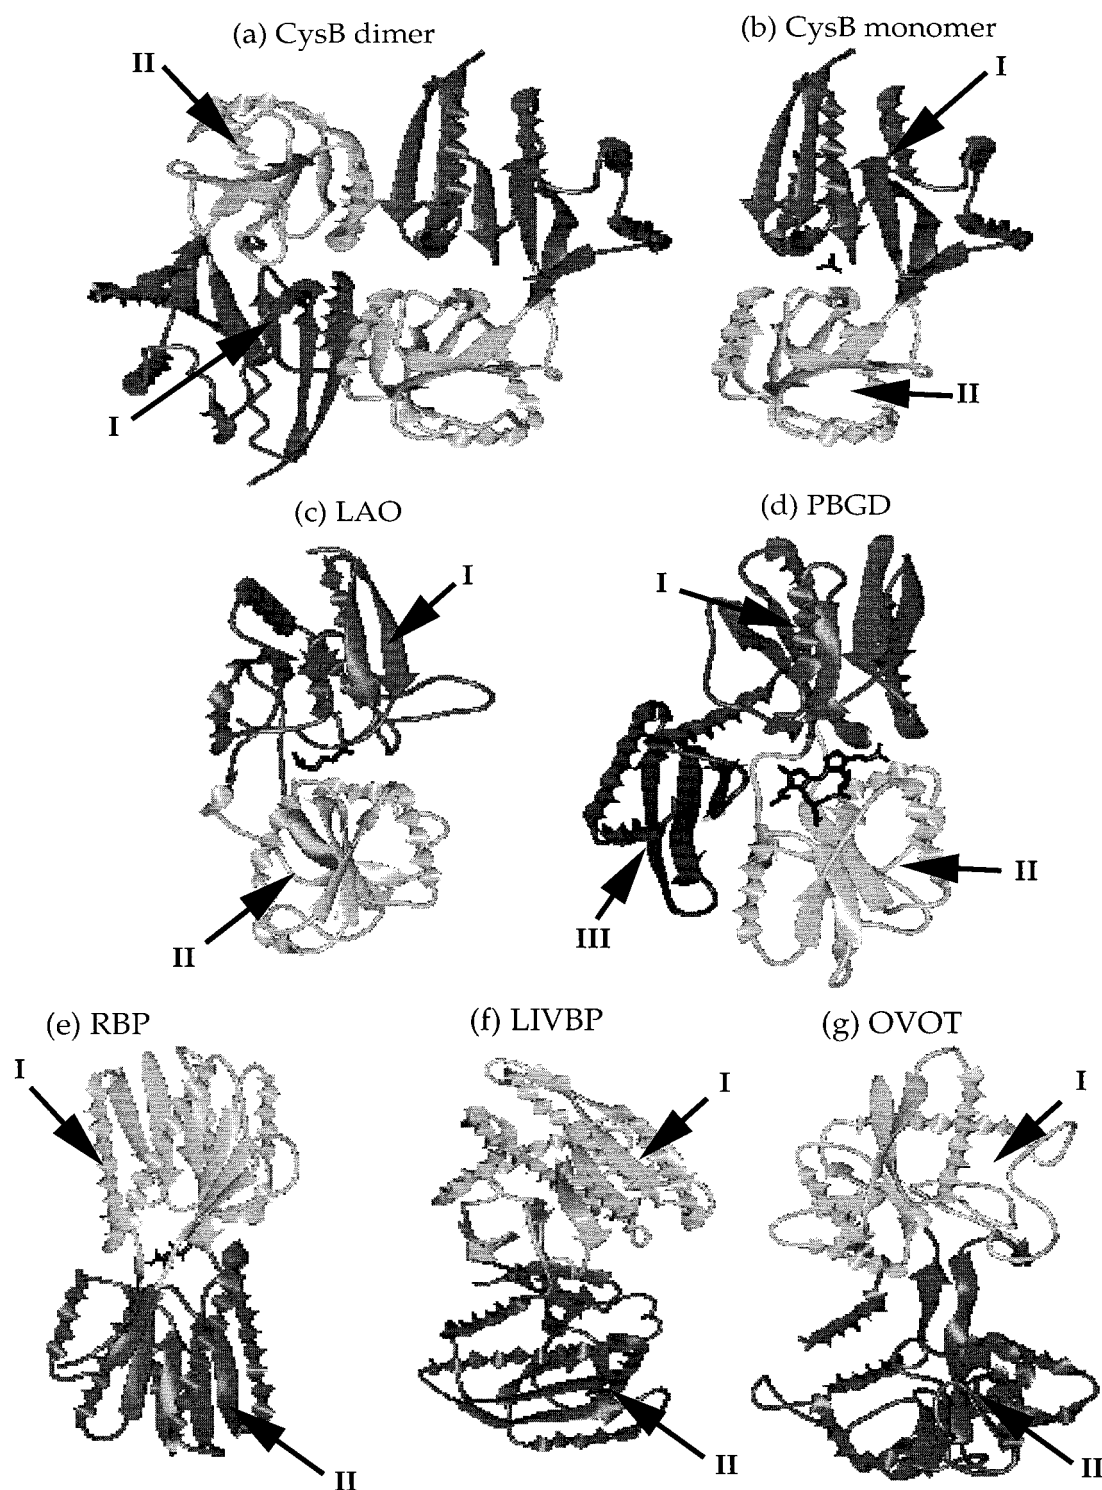 (a) CysB dimer
(b) CysB monomer
II
I
I
II
(c) LAO
(d) PBGD
I
I
II
II
III
(e) RBP
(f) LIVBP
(g) OVOT
I
I
I
II
II
II